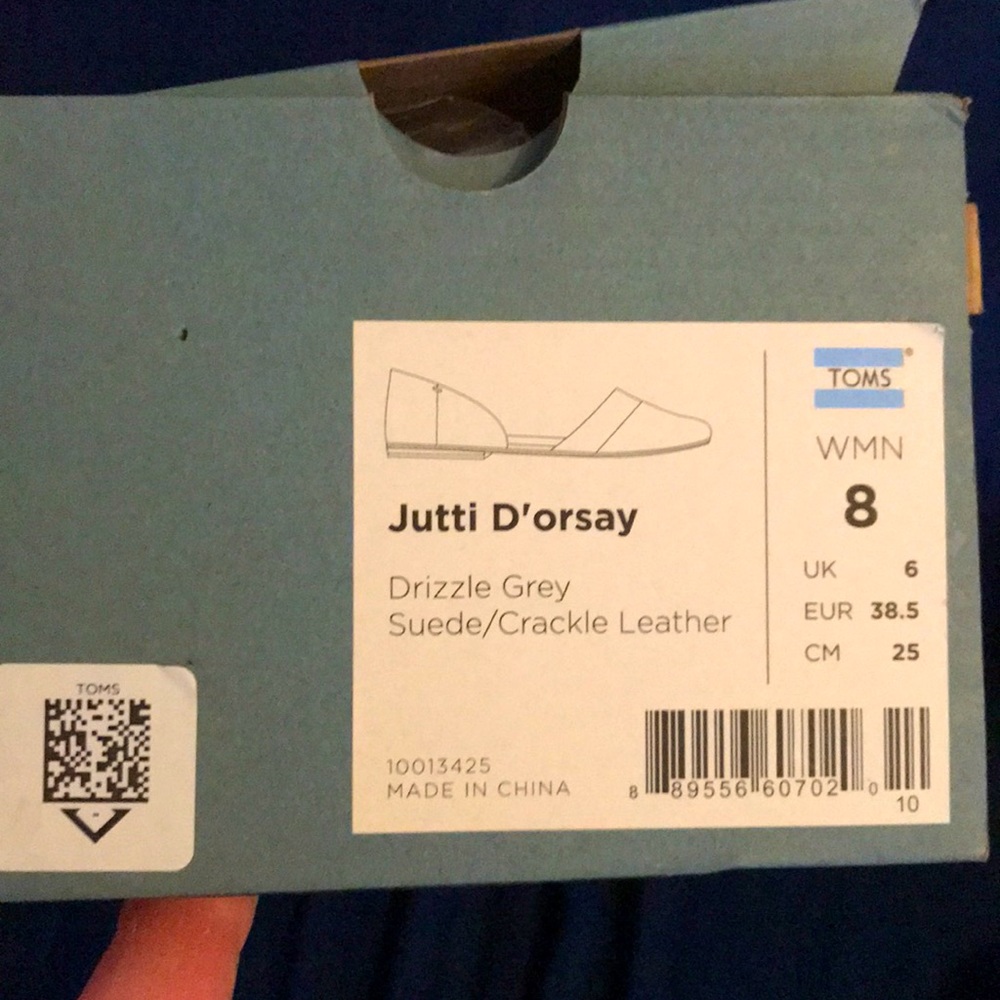 TOMS
WMN
8
UK 6
EUR 38.5
CM 25
Jutti D'orsay
Drizzle Grey
Suede/Crackle Leather
10013425
MADE IN CHINA
8 89556 60702 0
10
TOMS